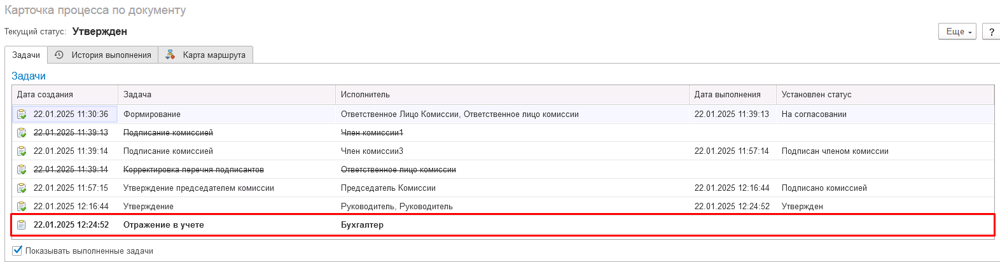 Карточка процесса по документу
Текущий статус: Утвержден
Еще ?
Задачи История выполнения Карта маршрута
Задачи
Дата создания Задача Исполнитель Дата выполнения Установлен статус
22.01.2025 11:30:36 Формирование Ответственное Лицо Комиссии, Ответственное лицо комиссии 22.01.2025 11:39:13 На согласовании
22.01.2025 11:39:13 Подписание комиссией Член комиссии1
22.01.2025 11:39:14 Подписание комиссией Член комиссии3 22.01.2025 11:57:14 Подписан членом комиссии
22.01.2025 11:39:14 Корректировка перечня подписантов Ответственное лицо комиссии
22.01.2025 11:57:15 Утверждение председателем комиссии Председатель Комиссии 22.01.2025 12:16:44 Подписано комиссией
22.01.2025 12:16:44 Утверждение Руководитель, Руководитель 22.01.2025 12:24:52 Утвержден
22.01.2025 12:24:52 Отражение в учете Бухгалтер
Показывать выполненные задачи